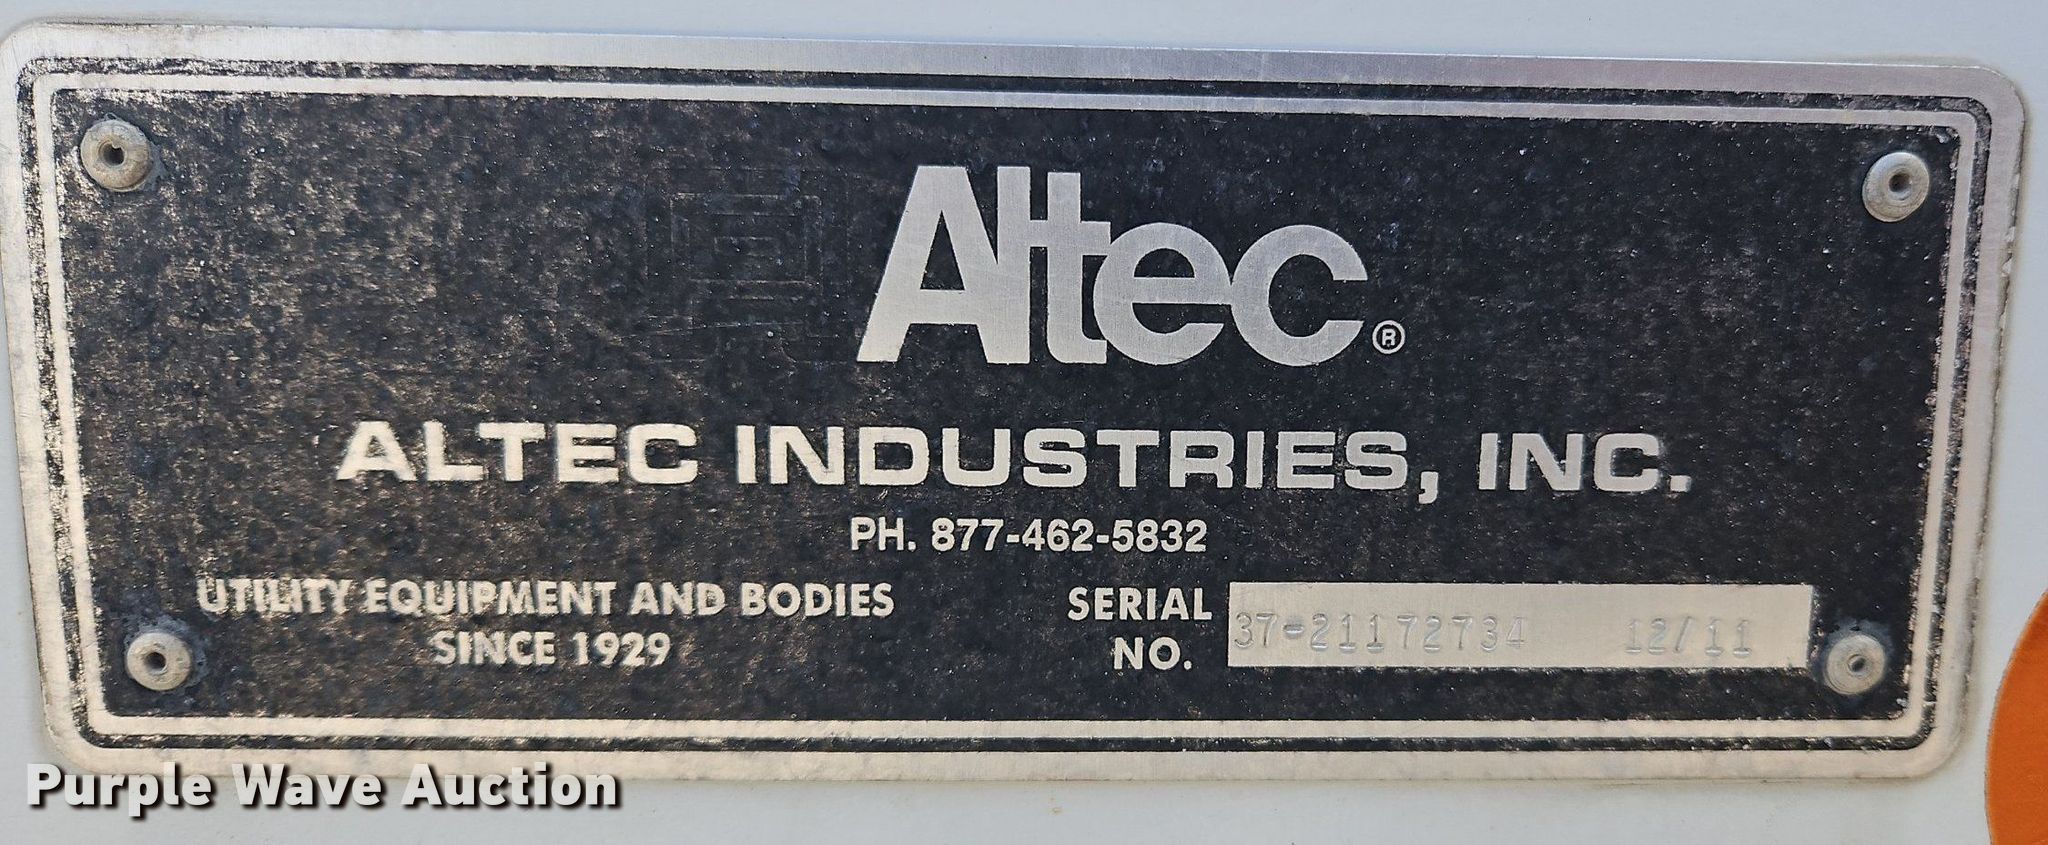 Altec®
ALTEC INDUSTRIES, INC.
PH. 877-462-5832
UTILITY EQUIPMENT AND BODIES
SINCE 1929
SERIAL
NO.
37-21172734 12/11
Purple Wave Auction